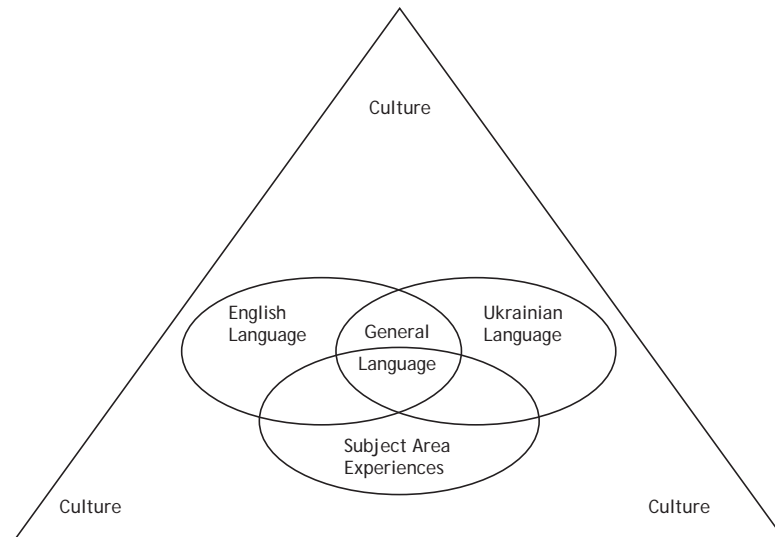 Culture
English
Language
General
Language
Ukrainian
Language
Subject Area
Experiences
Culture
Culture